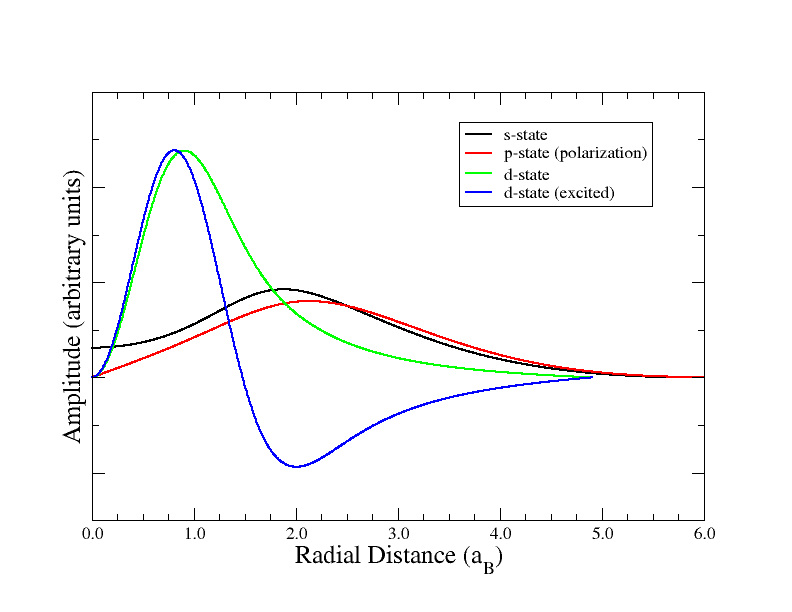 s-state
p-state (polarization)
d-state
d-state (excited)
Amplitude (arbitrary units)
0.0 1.0 2.0 3.0 4.0 5.0 6.0
Radial Distance (a_B)